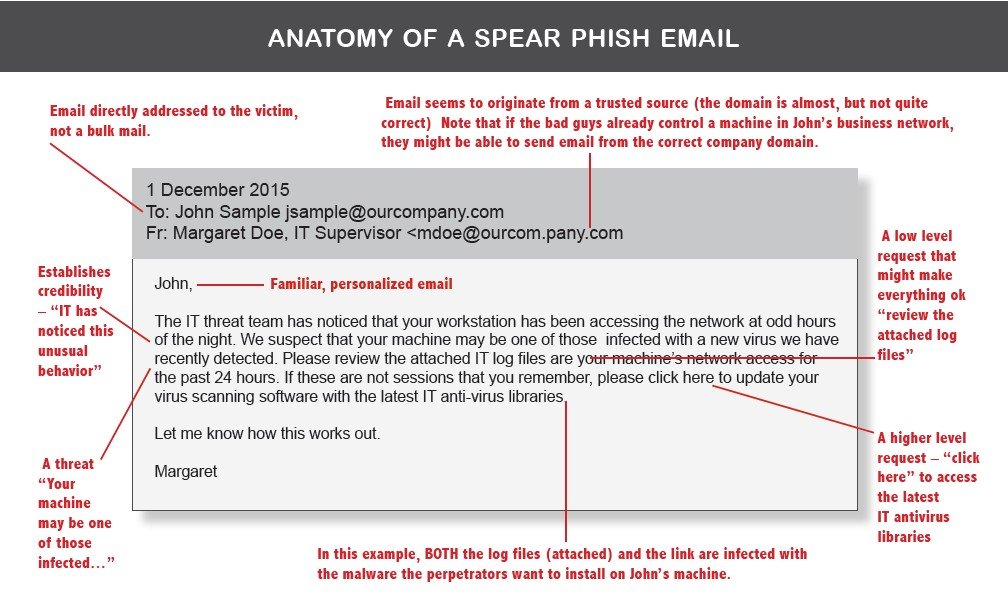 ANATOMY OF A SPEAR PHISH EMAIL
Email directly addressed to the victim,
not a bulk mail.
Email seems to originate from a trusted source (the domain is almost, but not quite
correct) Note that if the bad guys already control a machine in John's business network,
they might be able to send email from the correct company domain.
1 December 2015
To: John Sample jsample@ourcompany.com
Fr: Margaret Doe, IT Supervisor <mdoe@ourcom.pany.com
John,
Familiar, personalized email
The IT threat team has noticed that your workstation has been accessing the network at odd hours
of the night. We suspect that your machine may be one of those infected with a new virus we have
recently detected. Please review the attached IT log files are your machine's network access for
the past 24 hours. If these are not sessions that you remember, please click here to update your
virus scanning software with the latest IT anti-virus libraries.
Let me know how this works out.
Margaret
Establishes
credibility
– “IT has
noticed this
unusual
behavior”
A threat
“Your
machine
may be one
of those
infected...”
A low level
request that
might make
everything ok
“review the
attached log
files”
A higher level
request – “click
here” to access
the latest
IT antivirus
libraries
In this example, BOTH the log files (attached) and the link are infected with
the malware the perpetrators want to install on John's machine.